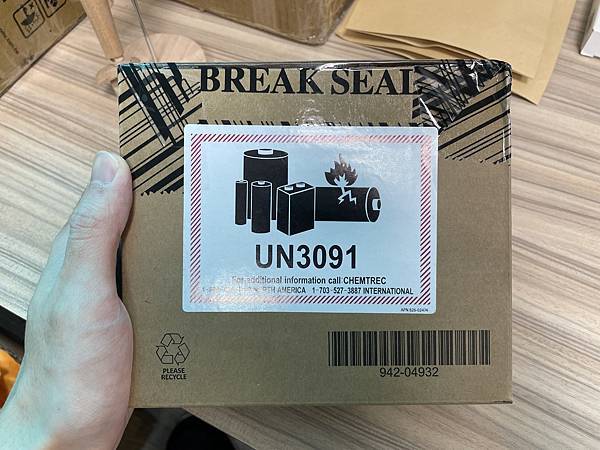 BREAK SEAL
UN3091
For additional information call CHEMTREC
AMERICA 1-703-527-3887 INTERNATIONAL
PLEASE
RECYCLE
942-04932